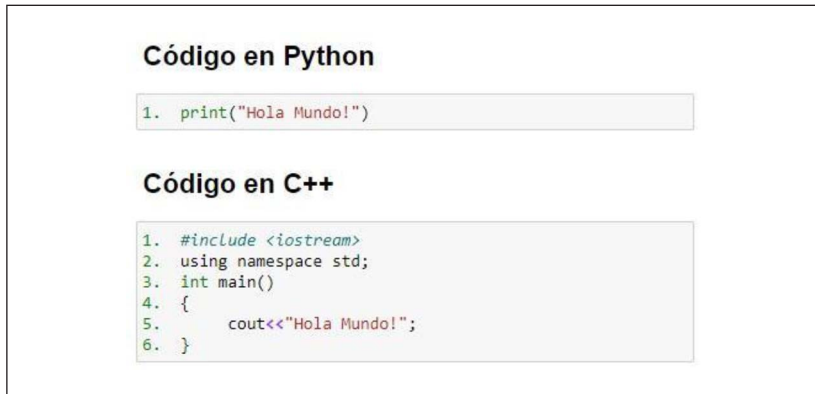 Código en Python
1. print("Hola Mundo!")
Código en C++
1. #include <iostream>
2. using namespace std;
3. int main()
4. {
5. cout<<"Hola Mundo!";
6. }